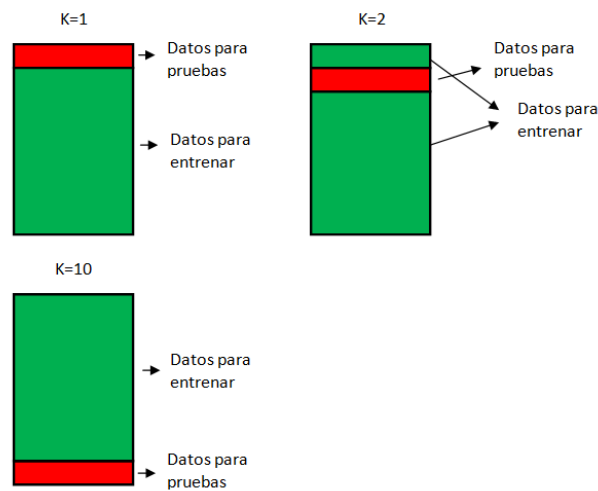 K=1
Datos para
pruebas
Datos para
entrenar
K=2
Datos para
pruebas
Datos para
entrenar
K=10
Datos para
entrenar
Datos para
pruebas